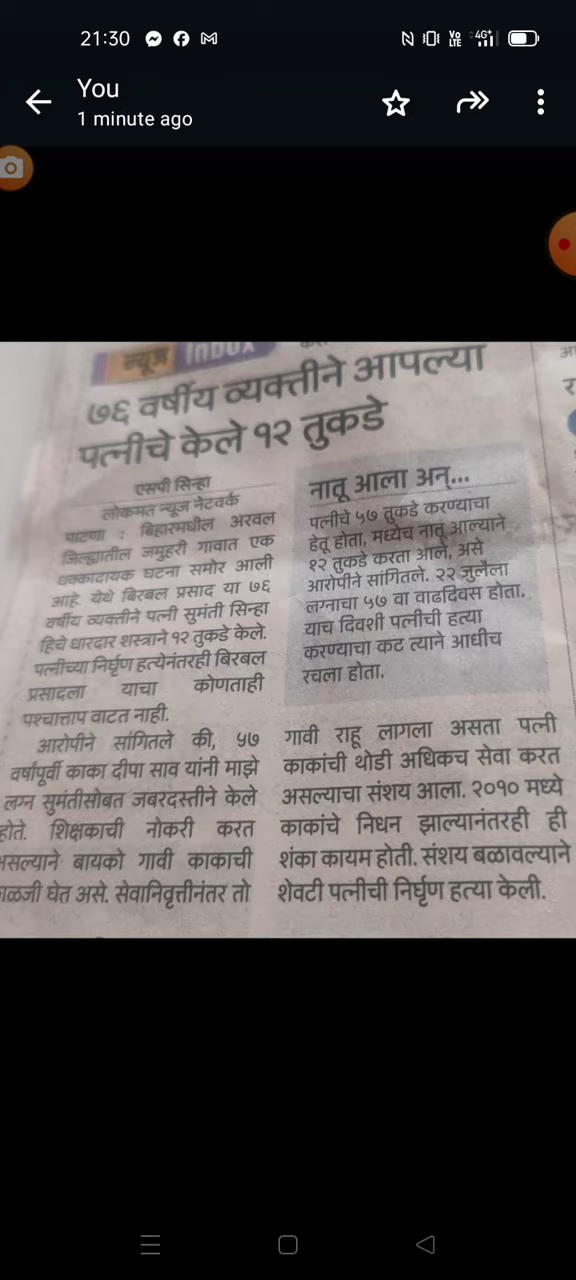 21:30
VO LTE 4G+
You
1 minute ago
न्यूज INDOX
७६ वर्षीय व्यक्तीने आपल्या
पत्नीचे केले १२ तुकडे
एसपी सिन्हा
लोकमत न्यूज नेटवर्क
पाटणा : बिहारमधील अरवल
जिल्ह्यातील जमुहरी गावात एक
धक्कादायक घटना समोर आली
आहे. येथे बिरबल प्रसाद या ७६
वर्षीय व्यक्तीने पत्नी सुमंती सिन्हा
हिचे धारदार शस्त्राने १२ तुकडे केले.
पत्नीच्या निर्घृण हत्येनंतरही बिरबल
प्रसादला याचा कोणताही
पश्चात्ताप वाटत नाही.
आरोपीने सांगितले की, ५७
वर्षांपूर्वी काका दीपा साव यांनी माझे
लग्न सुमंतीसोबत जबरदस्तीने केले
होते. शिक्षकाची नोकरी करत
असल्याने बायको गावी काकाची
काळजी घेत असे. सेवानिवृत्तीनंतर तो
नातू आला अन्...
पत्नीचे ५७ तुकडे करण्याचा
हेतू होता, मध्येच नातू आल्याने
१२ तुकडे करता आले, असे
आरोपीने सांगितले. २२ जुलैला
लग्नाचा ५७ वा वाढदिवस होता.
याच दिवशी पत्नीची हत्या
करण्याचा कट त्याने आधीच
रचला होता.
गावी राहू लागला असता पत्नी
काकांची थोडी अधिकच सेवा करत
असल्याचा संशय आला. २०१० मध्ये
काकांचे निधन झाल्यानंतरही ही
शंका कायम होती. संशय बळावल्याने
शेवटी पत्नीची निर्घृण हत्या केली.